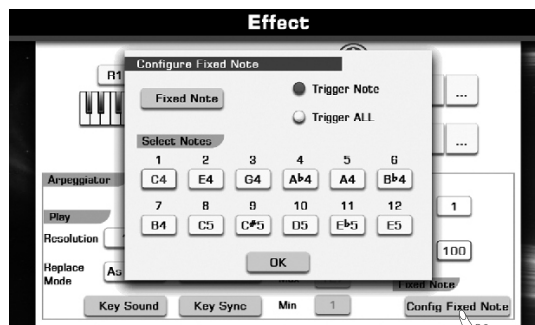 Effect
Configure Fixed Note
R1
Fixed Note
Trigger Note
Trigger ALL
...
...
Select Notes
1 2 3 4 5 6
C4 E4 G4 A♭4 A4 B♭4
7 8 9 10 11 12
B4 C5 C#5 D5 E♭5 E5
OK
Arpeggiator
Play
Resolution
1
Replace Mode
As
100
Fixed Note
Key Sound
Key Sync
Min
1
Config Fixed Note